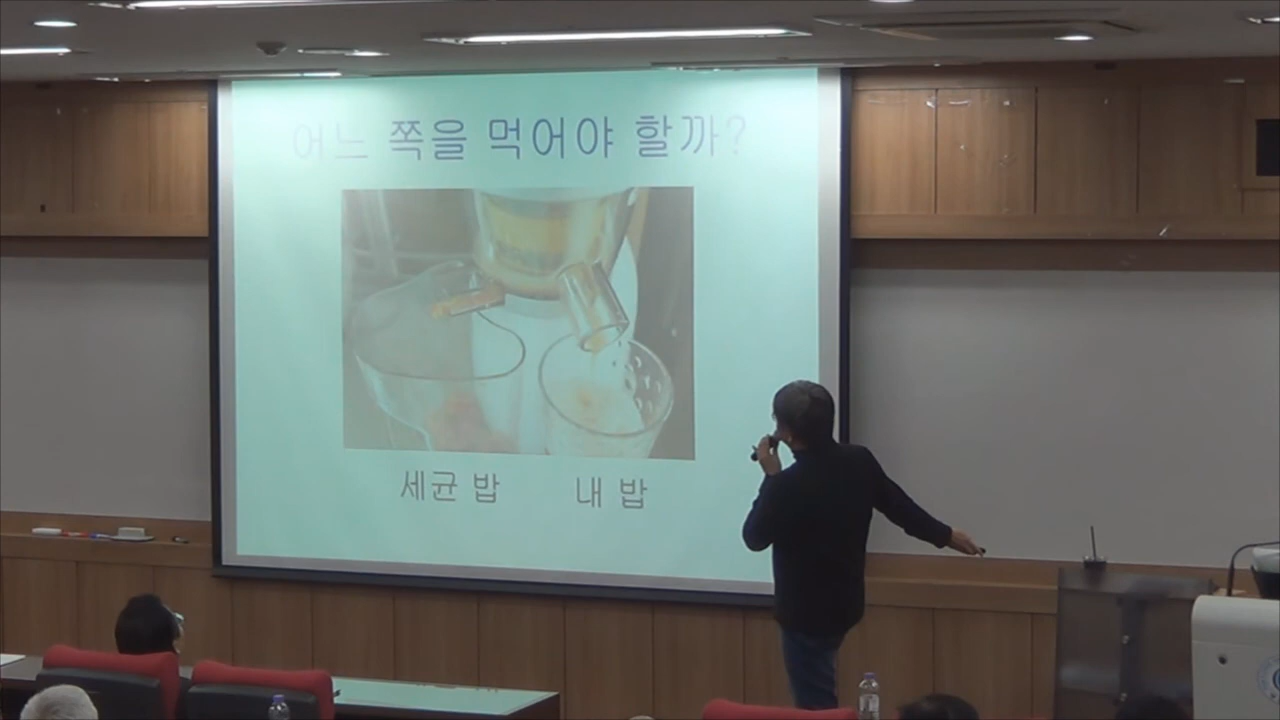 어느 쪽을 먹어야 할까?
세균 밥 내 밥